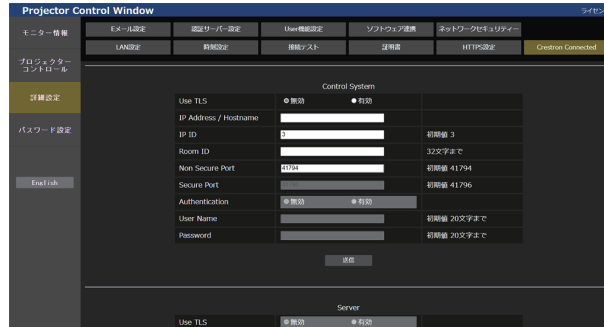 Projector Control Window
ライセン
モニター情報
プロジェクター
コントロール
詳細設定
パスワード設定
English
Eメール設定 認証サーバー設定 User機能設定 ソフトウェア連携 ネットワークセキュリティー
LAN設定 時刻設定 接続テスト 証明書 HTTPS設定 Crestron Connected
Control System
Use TLS 無効 有効
IP Address / Hostname
IP ID 3 初期値 3
Room ID 32文字まで
Non Secure Port 41794 初期値 41794
Secure Port 初期値 41796
Authentication 無効 有効
User Name 初期値 20文字まで
Password 初期値 20文字まで
送信
Server
Use TLS 無効 有効